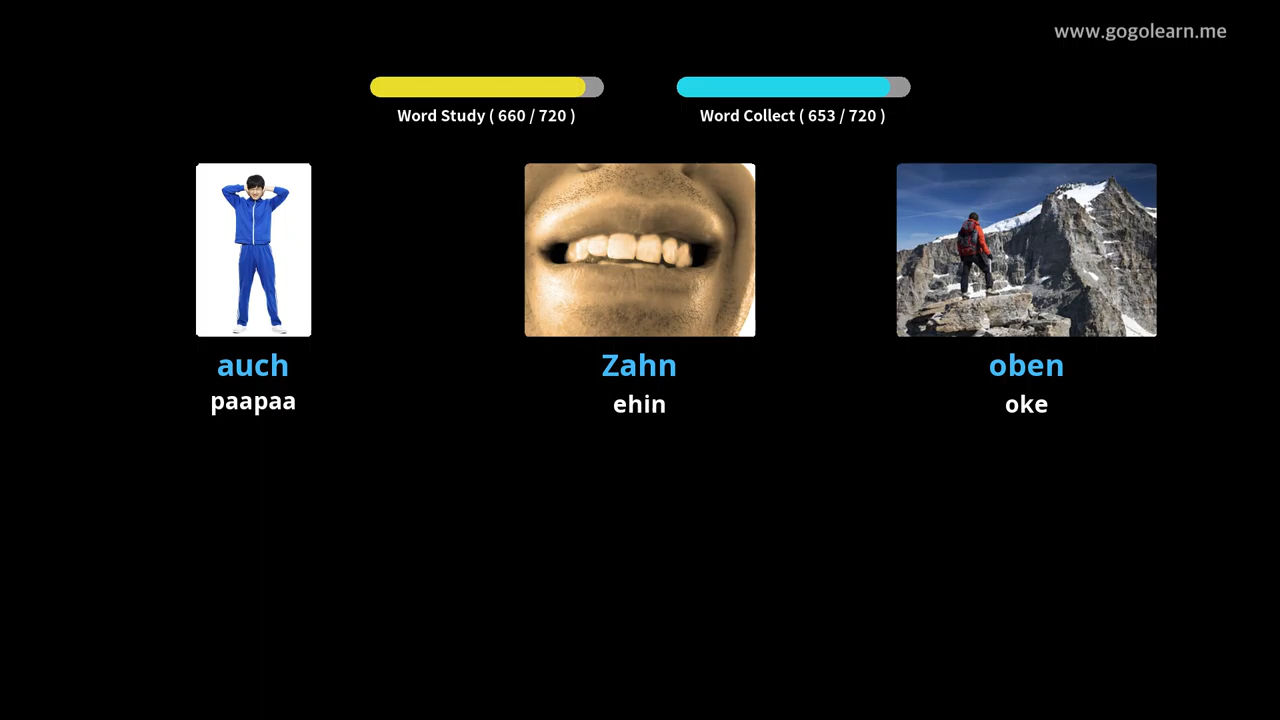 www.gogolearn.me
Word Study ( 660 / 720 )
Word Collect ( 653 / 720 )
auch
paapaa
Zahn
ehin
oben
oke